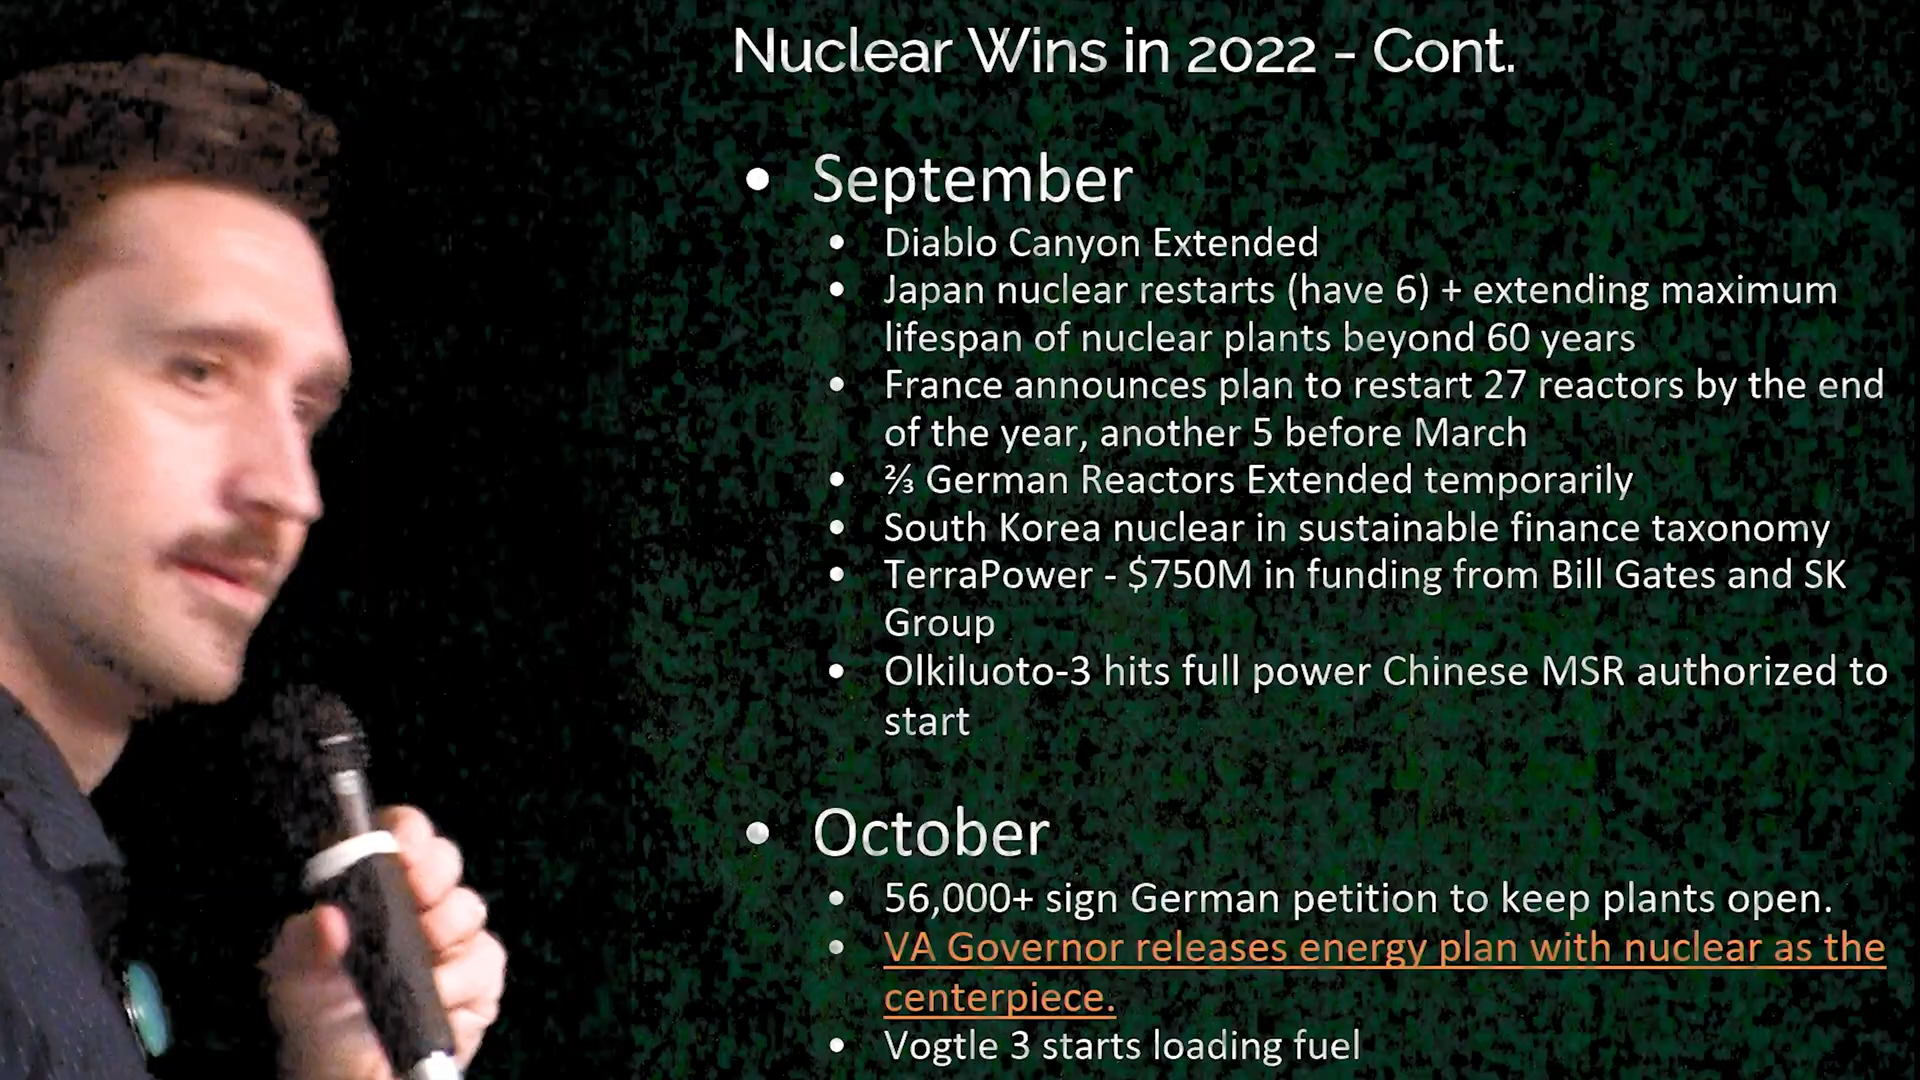 Nuclear Wins in 2022 - Cont.
• September
• Diablo Canyon Extended
• Japan nuclear restarts (have 6) + extending maximum
lifespan of nuclear plants beyond 60 years
• France announces plan to restart 27 reactors by the end
of the year, another 5 before March
• ⅔ German Reactors Extended temporarily
• South Korea nuclear in sustainable finance taxonomy
• TerraPower - $750M in funding from Bill Gates and SK
Group
• Olkiluoto-3 hits full power Chinese MSR authorized to
start
• October
• 56,000+ sign German petition to keep plants open.
• VA Governor releases energy plan with nuclear as the
centerpiece.
• Vogtle 3 starts loading fuel